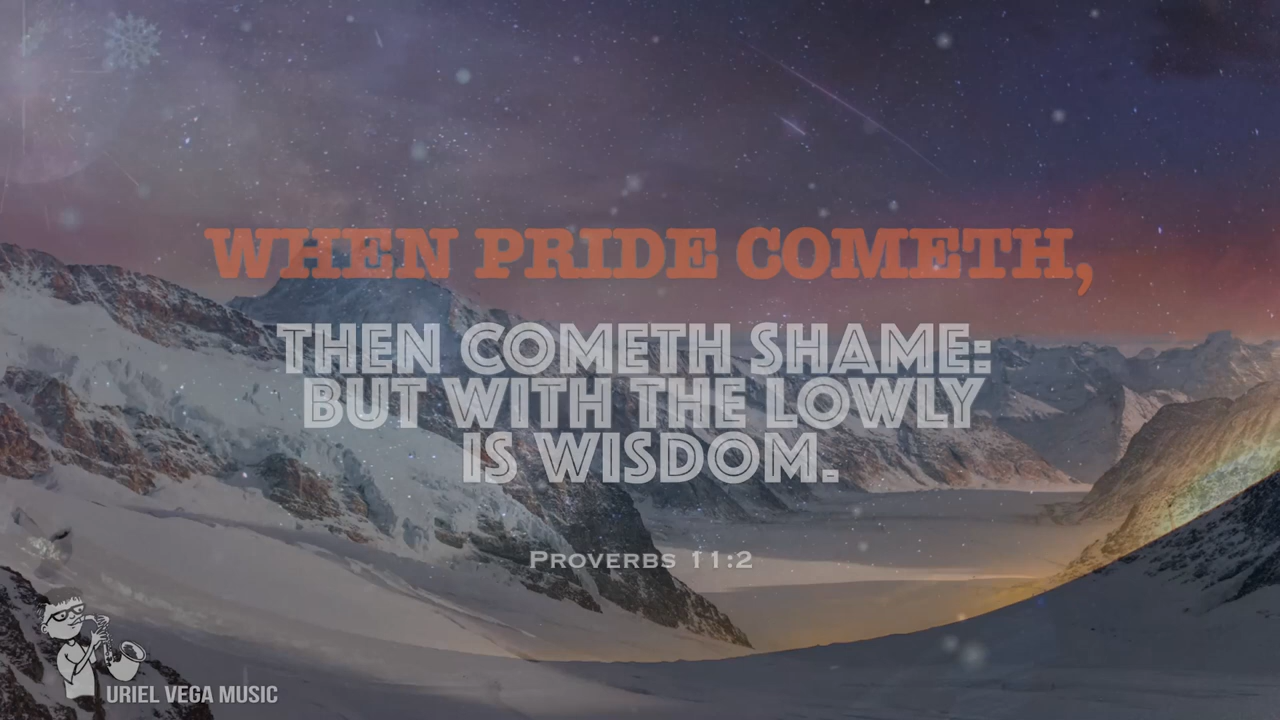 WHEN PRIDE COMETH,
THEN COMETH SHAME:
BUT WITH THE LOWLY
IS WISDOM.
PROVERBS 11:2
URIEL VEGA MUSIC